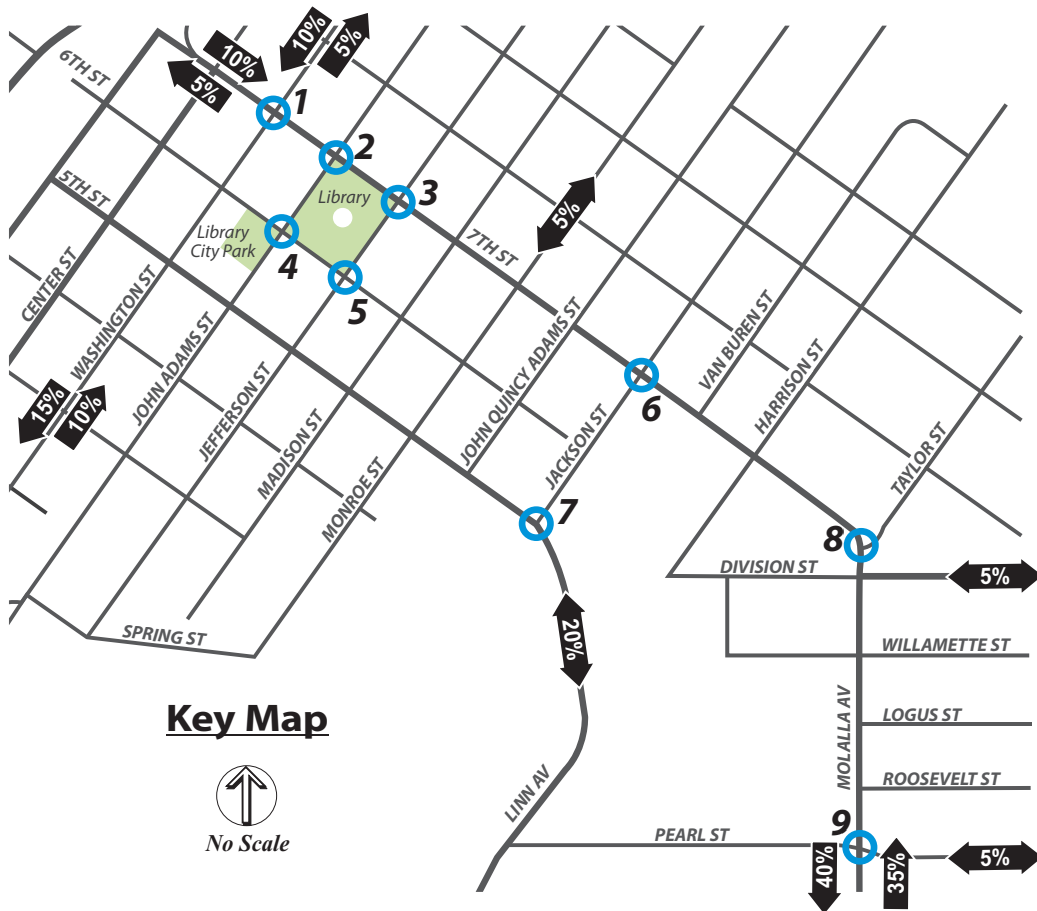 10%
5%
10%
5%
6TH ST
1
2
3
Library
5TH ST
Library
City Park
4
5
7TH ST
5%
CENTER ST
WASHINGTON ST
JOHN ADAMS ST
JEFFERSON ST
MADISON ST
MONROE ST
JOHN QUINCY ADAMS ST
JACKSON ST
6
VAN BUREN ST
HARRISON ST
TAYLOR ST
15%
10%
7
8
DIVISION ST
5%
20%
SPRING ST
WILLAMETTE ST
Key Map
MOLALLA AV
LOGUS ST
ROOSEVELT ST
No Scale
LINN AV
PEARL ST
9
40%
35%
5%